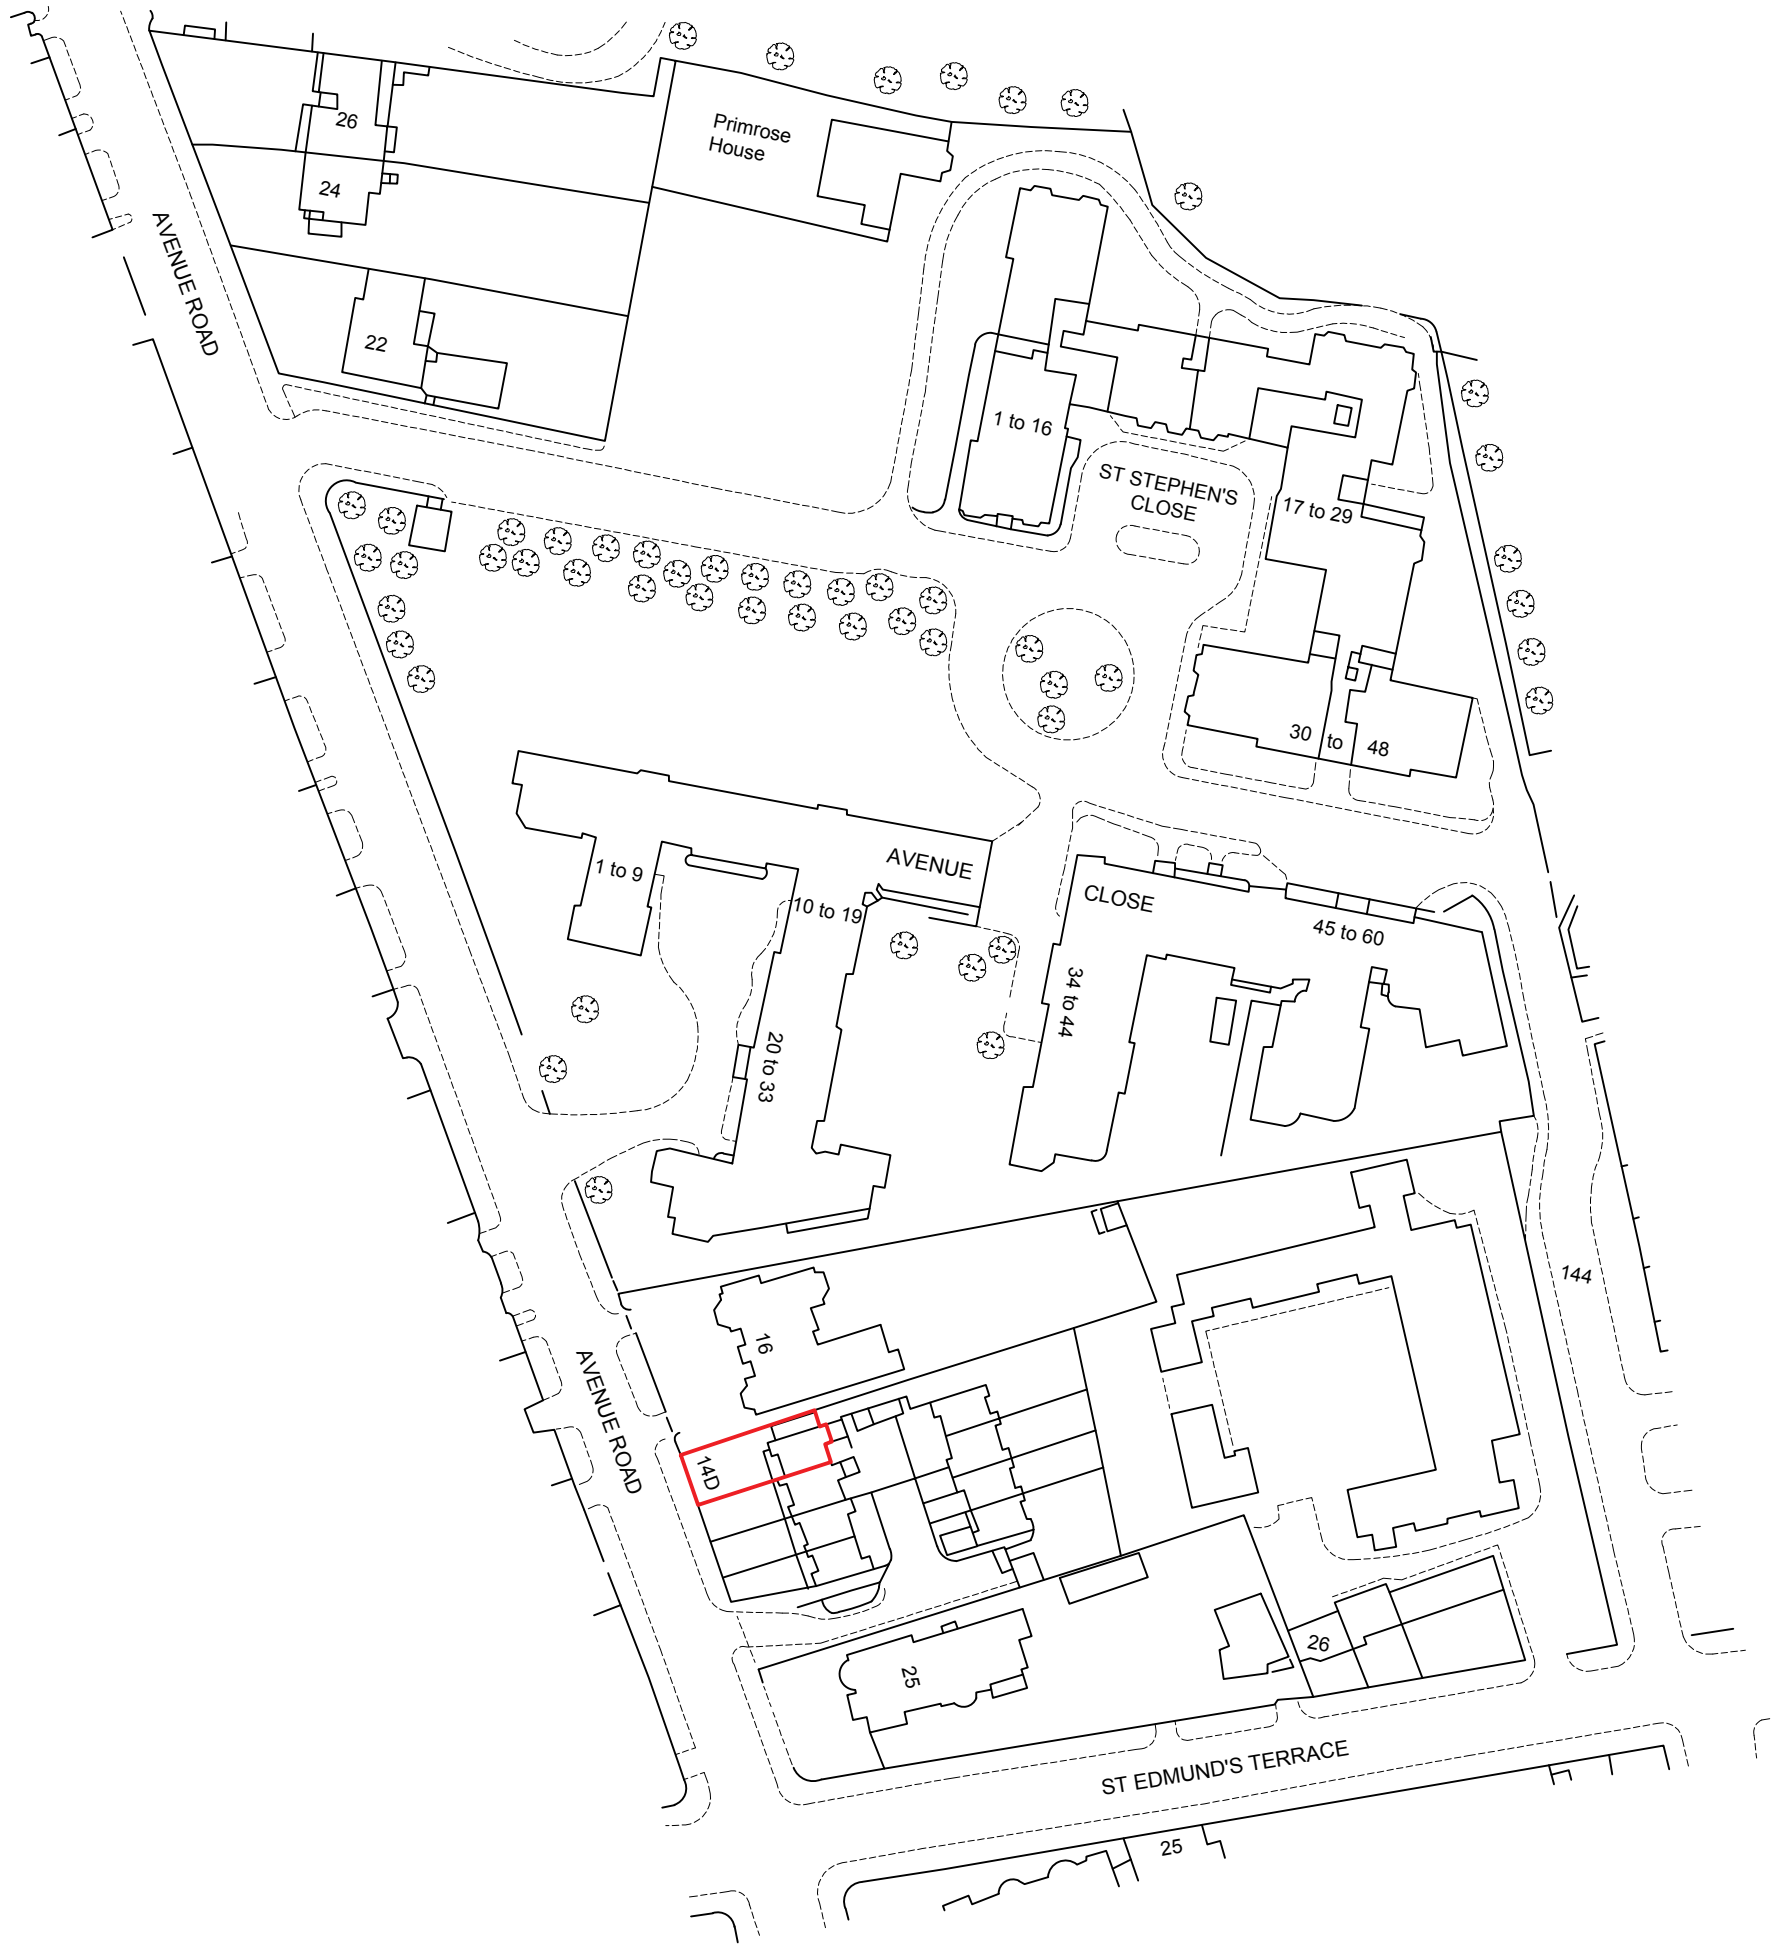 26
Primrose
House
24
AVENUE ROAD
22
1 to 16
ST STEPHEN'S
CLOSE
17 to 29
30 to 48
1 to 9
AVENUE
10 to 19
CLOSE
45 to 60
34 to 44
20 to 33
144
16
AVENUE ROAD
14D
26
25
ST EDMUND'S TERRACE
25